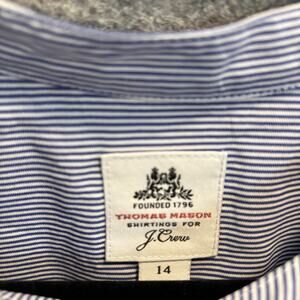 FOUNDED 1796
THOMAS MASON
SHIRTINGS FOR
J.Crew
14